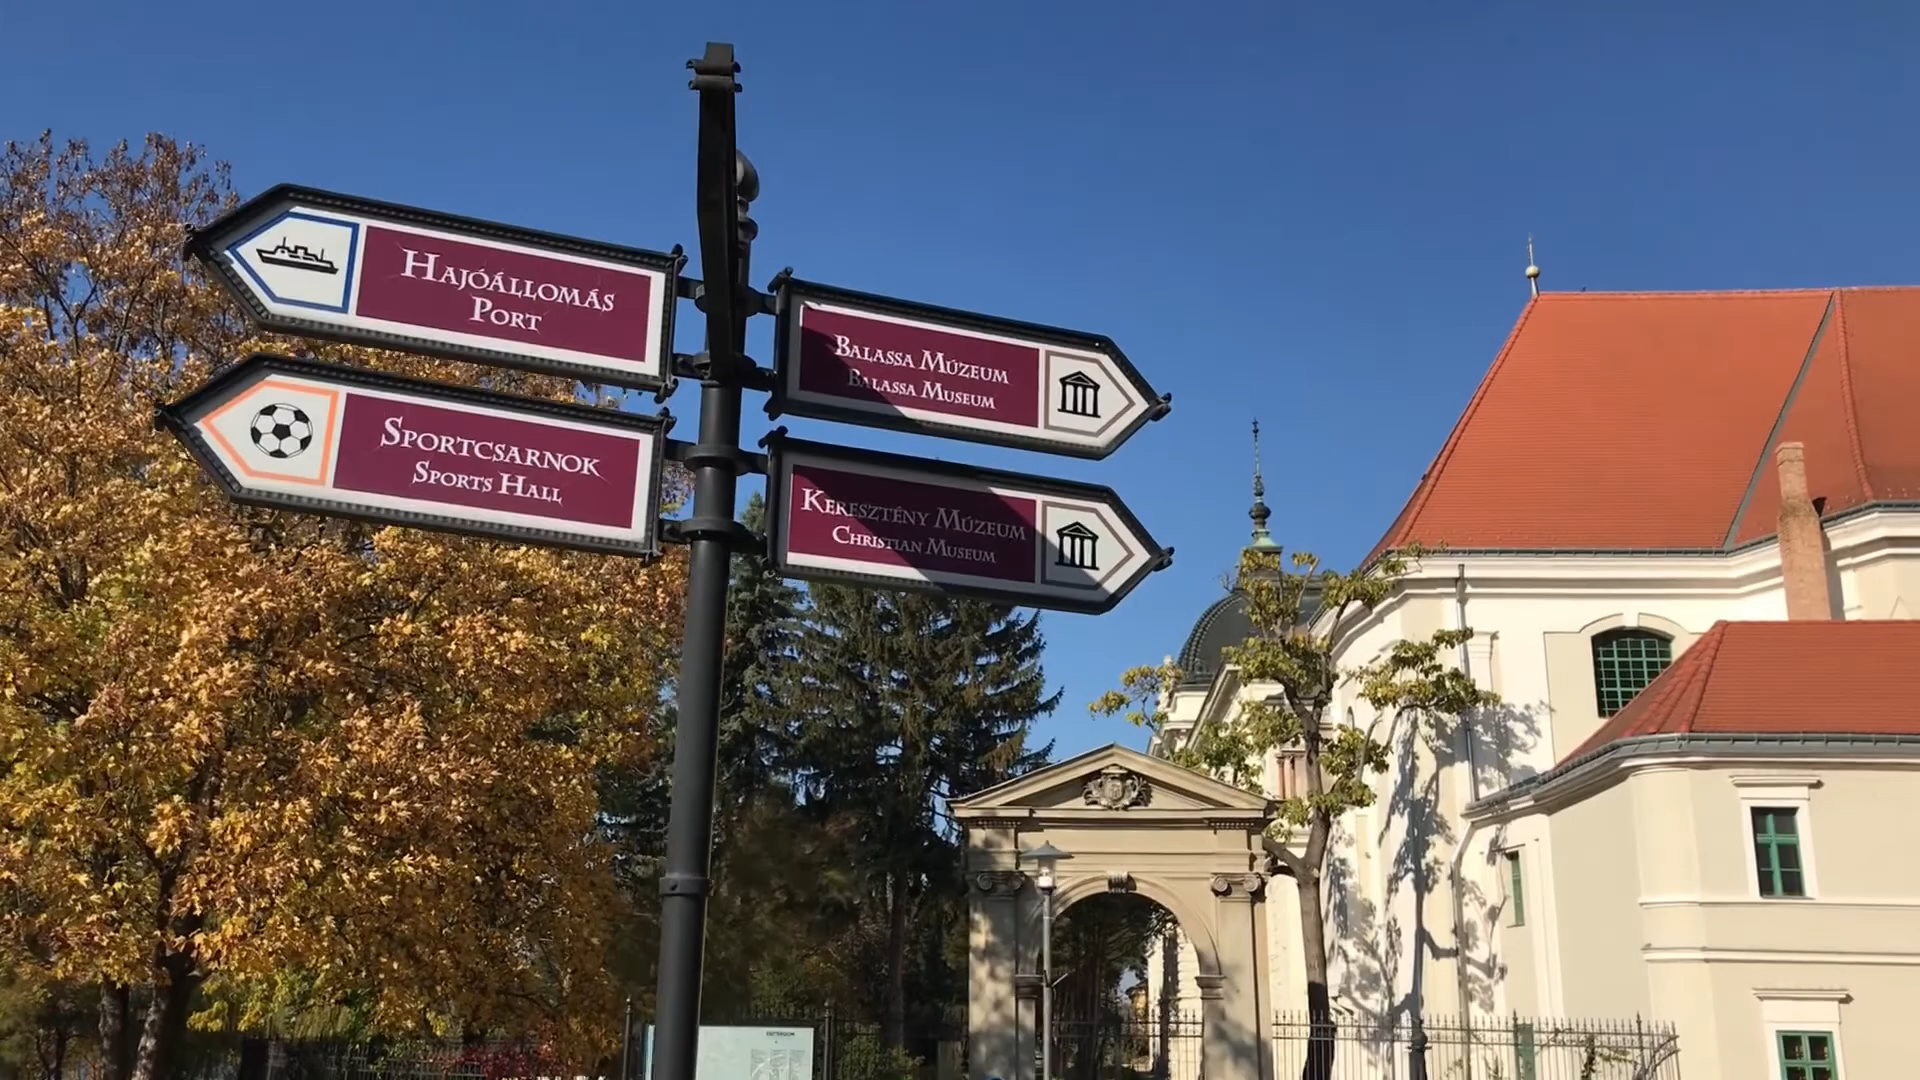 Hajóállomás
Port
Sportcsarnok
Sports Hall
Balassa Múzeum
Balassa Museum
Keresztény Múzeum
Christian Museum